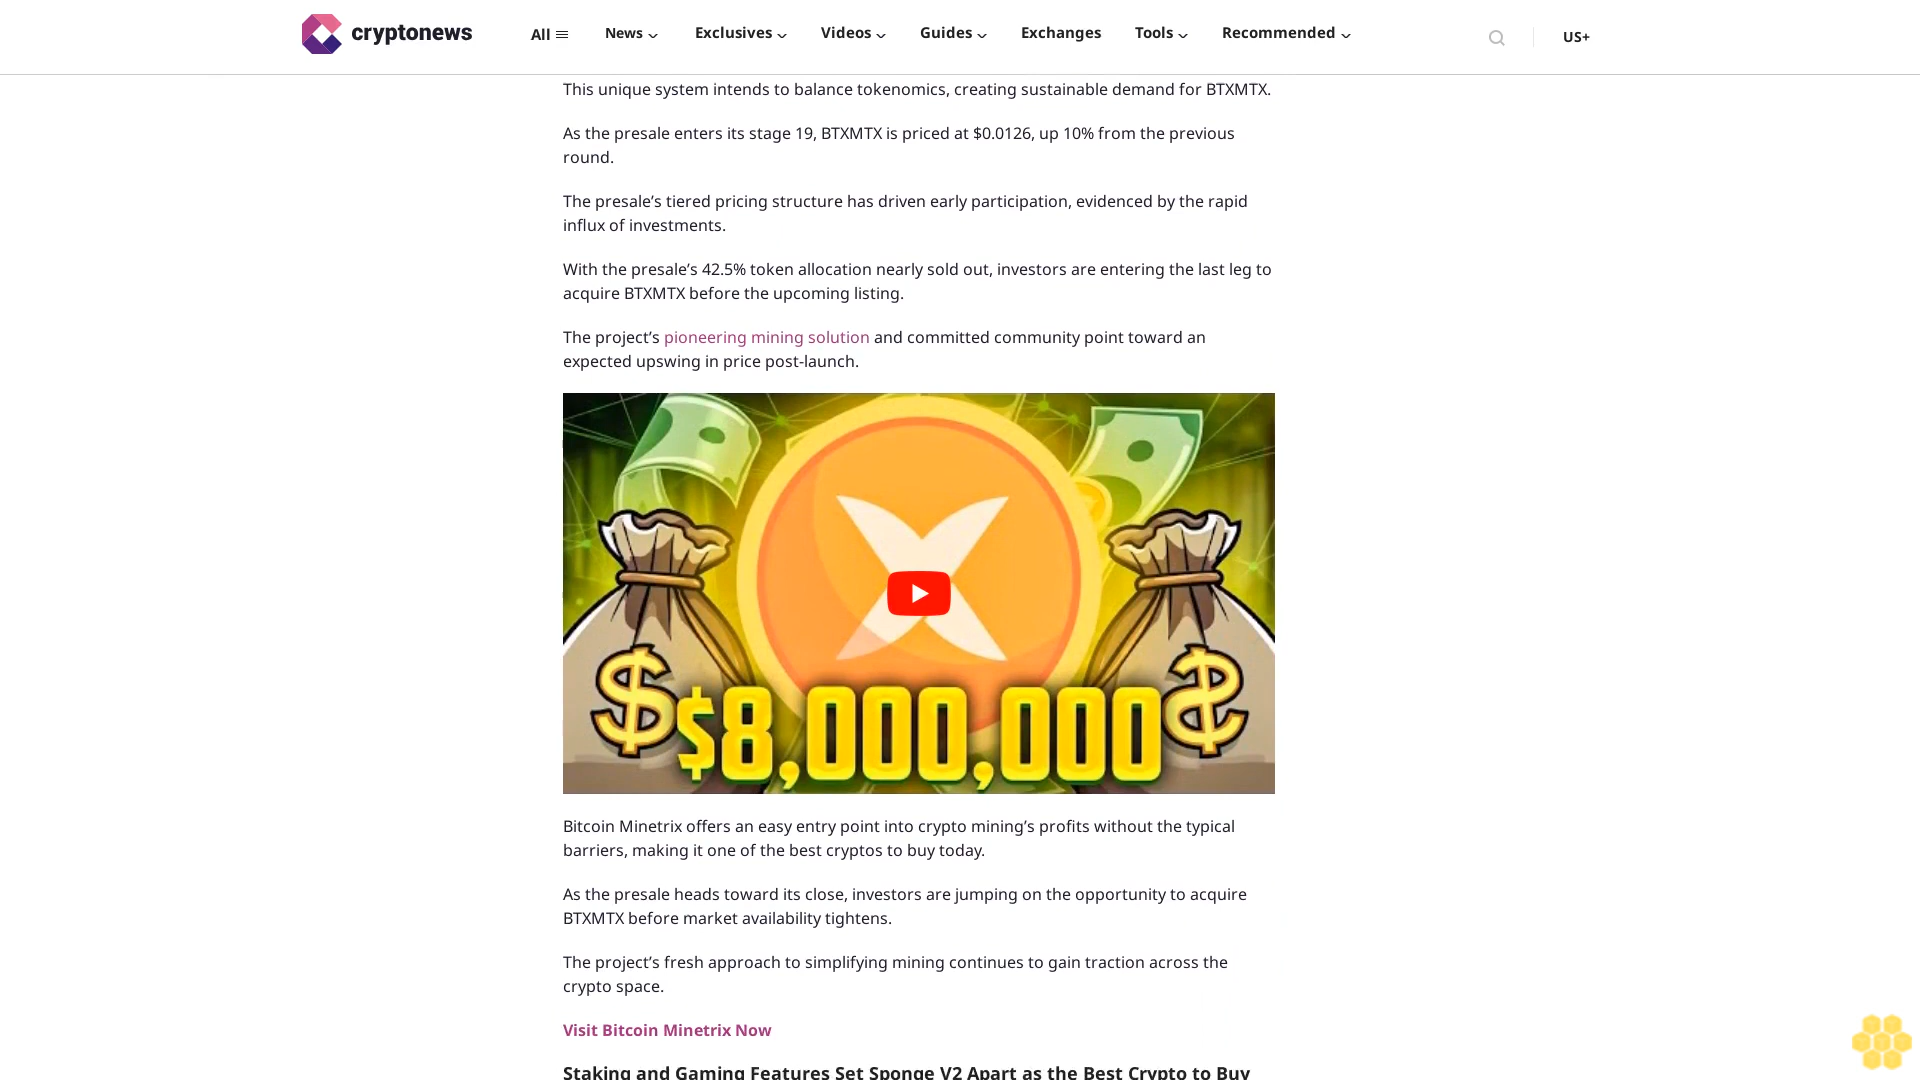 cryptonews
All
News
Exclusives
Videos
Guides
Exchanges
Tools
Recommended
US+
This unique system intends to balance tokenomics, creating sustainable demand for BTXMTX.
As the presale enters its stage 19, BTXMTX is priced at $0.0126, up 10% from the previous
round.
The presale’s tiered pricing structure has driven early participation, evidenced by the rapid
influx of investments.
With the presale’s 42.5% token allocation nearly sold out, investors are entering the last leg to
acquire BTXMTX before the upcoming listing.
The project’s pioneering mining solution and committed community point toward an
expected upswing in price post-launch.
$8,000,000
Bitcoin Minetrix offers an easy entry point into crypto mining’s profits without the typical
barriers, making it one of the best cryptos to buy today.
As the presale heads toward its close, investors are jumping on the opportunity to acquire
BTXMTX before market availability tightens.
The project’s fresh approach to simplifying mining continues to gain traction across the
crypto space.
Visit Bitcoin Minetrix Now
Staking and Gaming Features Set Sponge V2 Apart as the Best Crypto to Buy